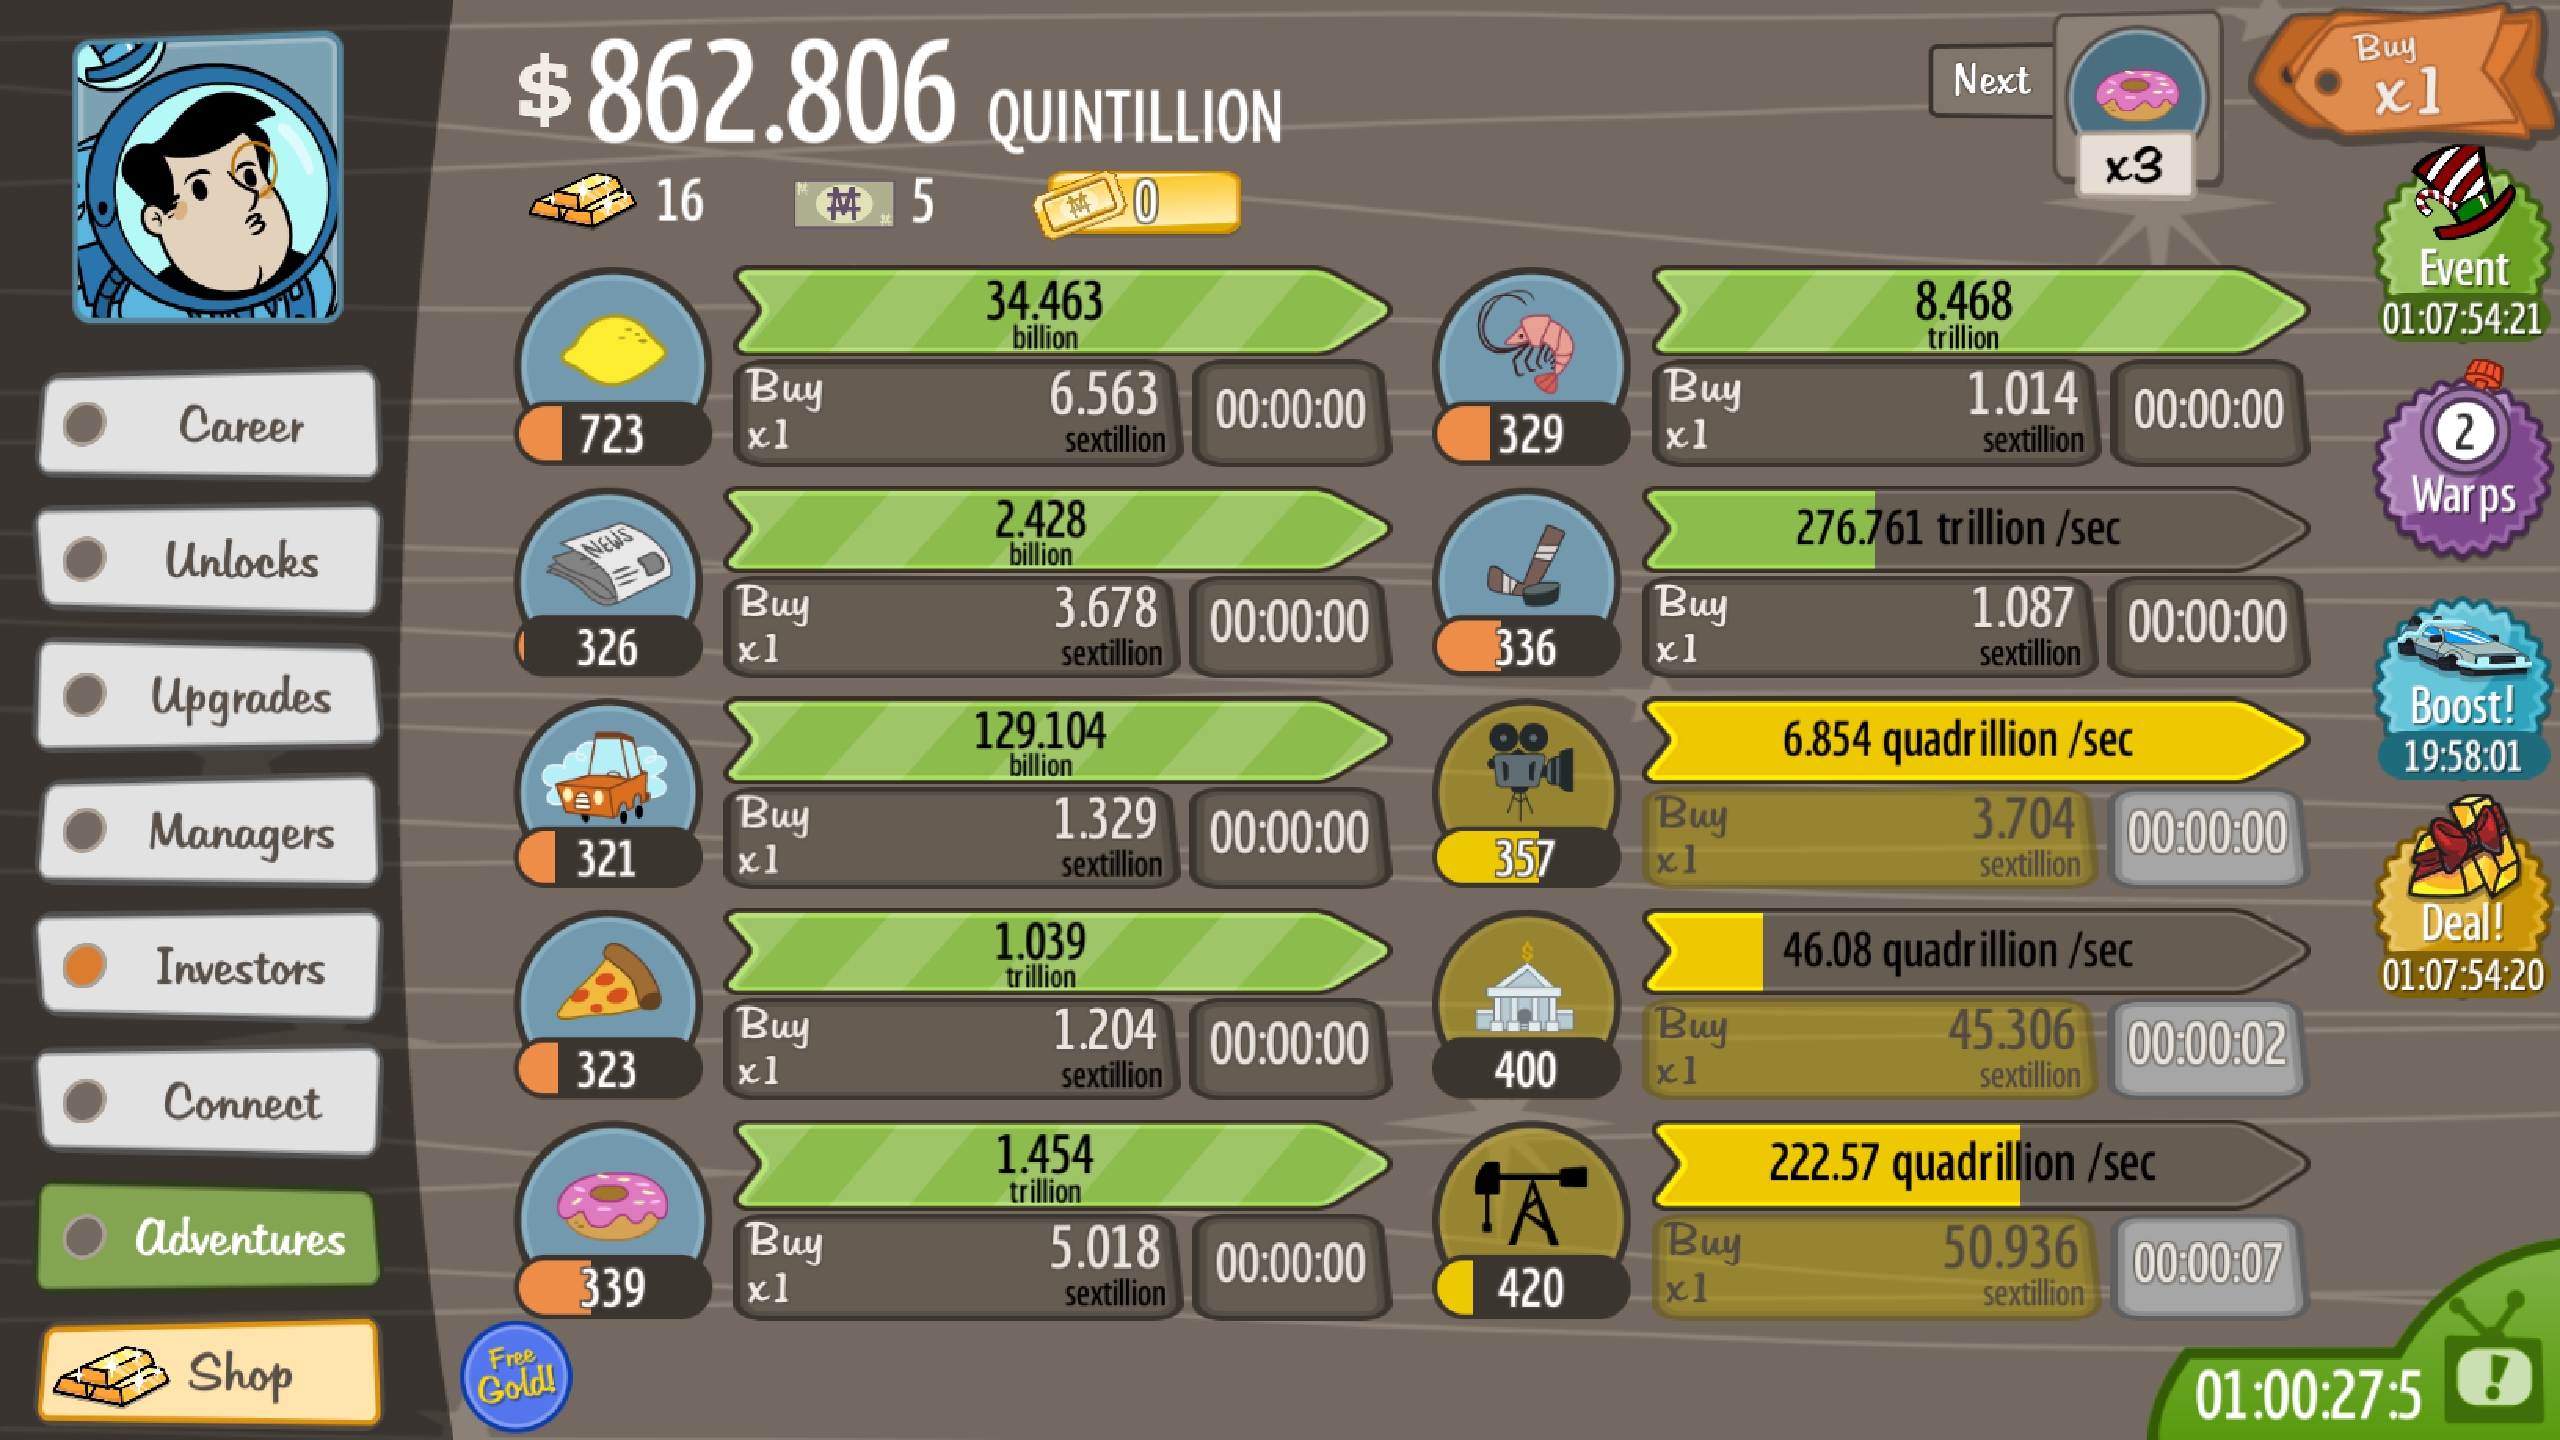 $862.806 QUINTILLION
Next
x3
Buy
x1
16
5
0
Event
01:07:54:21
2
Warps
Boost!
19:58:01
Deal!
01:07:54:20
Career
Unlocks
Upgrades
Managers
Investors
Connect
Adventures
Shop
723
34.463
billion
Buy
x1
6.563
sextillion
00:00:00
NEWS
326
2.428
billion
Buy
x1
3.678
sextillion
00:00:00
321
129.104
billion
Buy
x1
1.329
sextillion
00:00:00
323
1.039
trillion
Buy
x1
1.204
sextillion
00:00:00
339
1.454
trillion
Buy
x1
5.018
sextillion
00:00:00
329
8.468
trillion
Buy
x1
1.014
sextillion
00:00:00
336
276.761 trillion /sec
Buy
x1
1.087
sextillion
00:00:00
357
6.854 quadrillion /sec
Buy
x1
3.704
sextillion
00:00:00
400
46.08 quadrillion /sec
Buy
x1
45.306
sextillion
00:00:02
420
222.57 quadrillion /sec
Buy
x1
50.936
sextillion
00:00:07
Free
Gold!
01:00:27:5